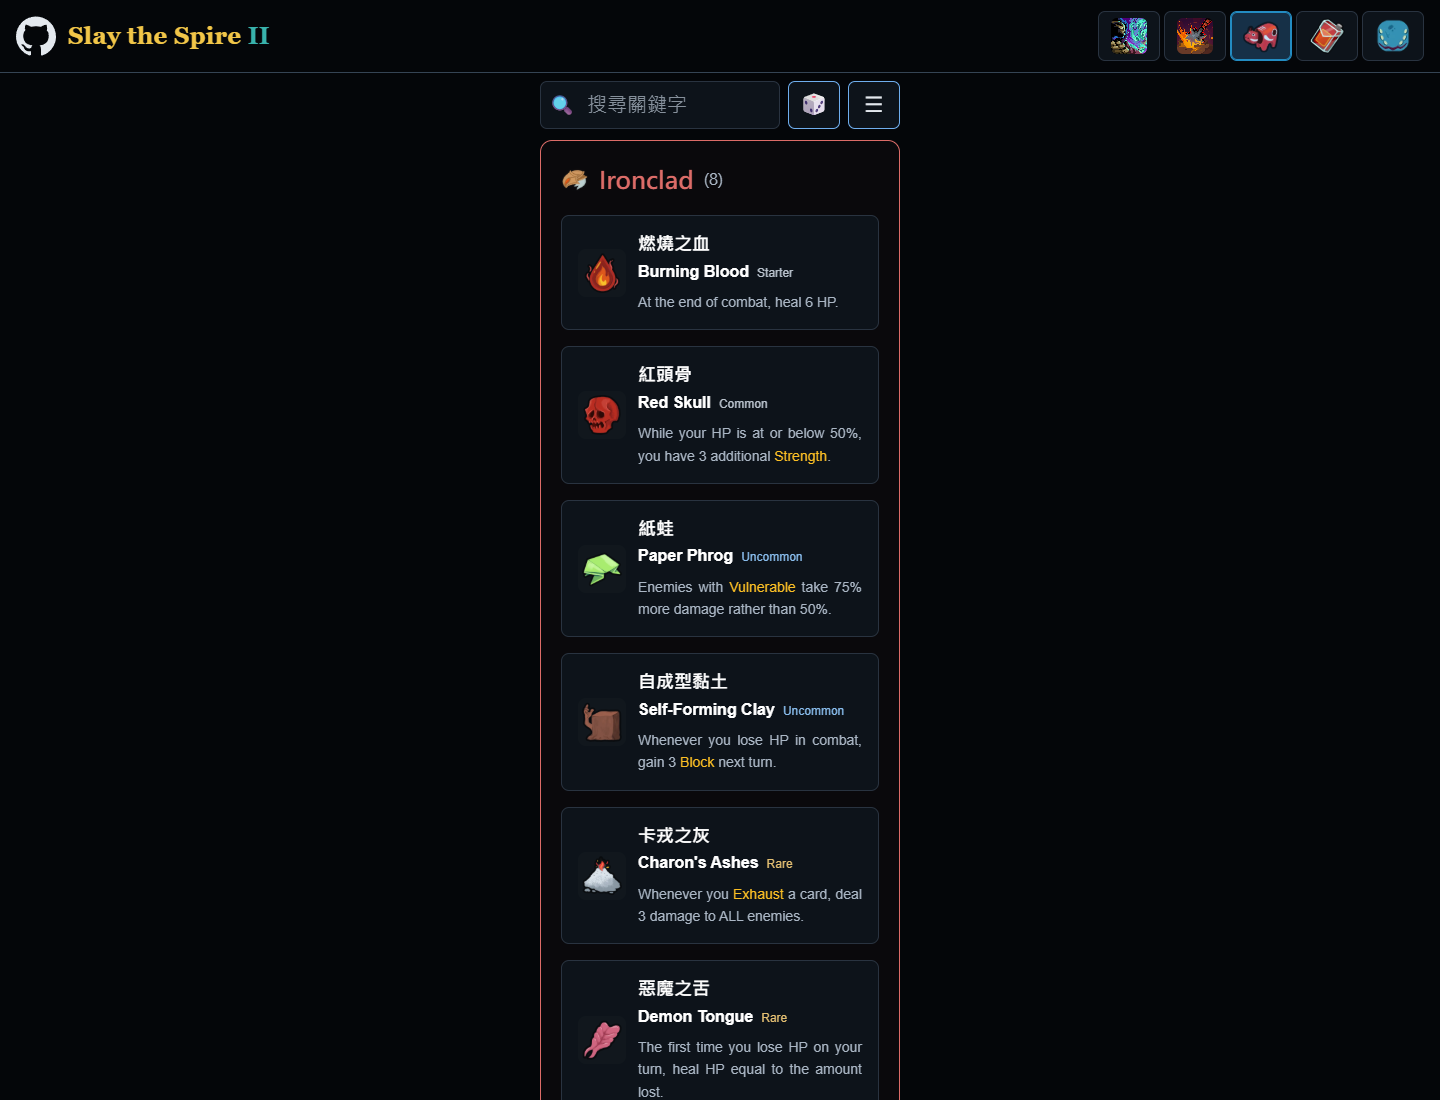 Slay the Spire II
搜尋關鍵字
Ironclad (8)
燃燒之血
Burning Blood Starter
At the end of combat, heal 6 HP.
紅頭骨
Red Skull Common
While your HP is at or below 50%,
you have 3 additional Strength.
紙蛙
Paper Phrog Uncommon
Enemies with Vulnerable take 75%
more damage rather than 50%.
自成型黏土
Self-Forming Clay Uncommon
Whenever you lose HP in combat,
gain 3 Block next turn.
卡戎之灰
Charon's Ashes Rare
Whenever you Exhaust a card, deal
3 damage to ALL enemies.
惡魔之舌
Demon Tongue Rare
The first time you lose HP on your
turn, heal HP equal to the amount
lost.